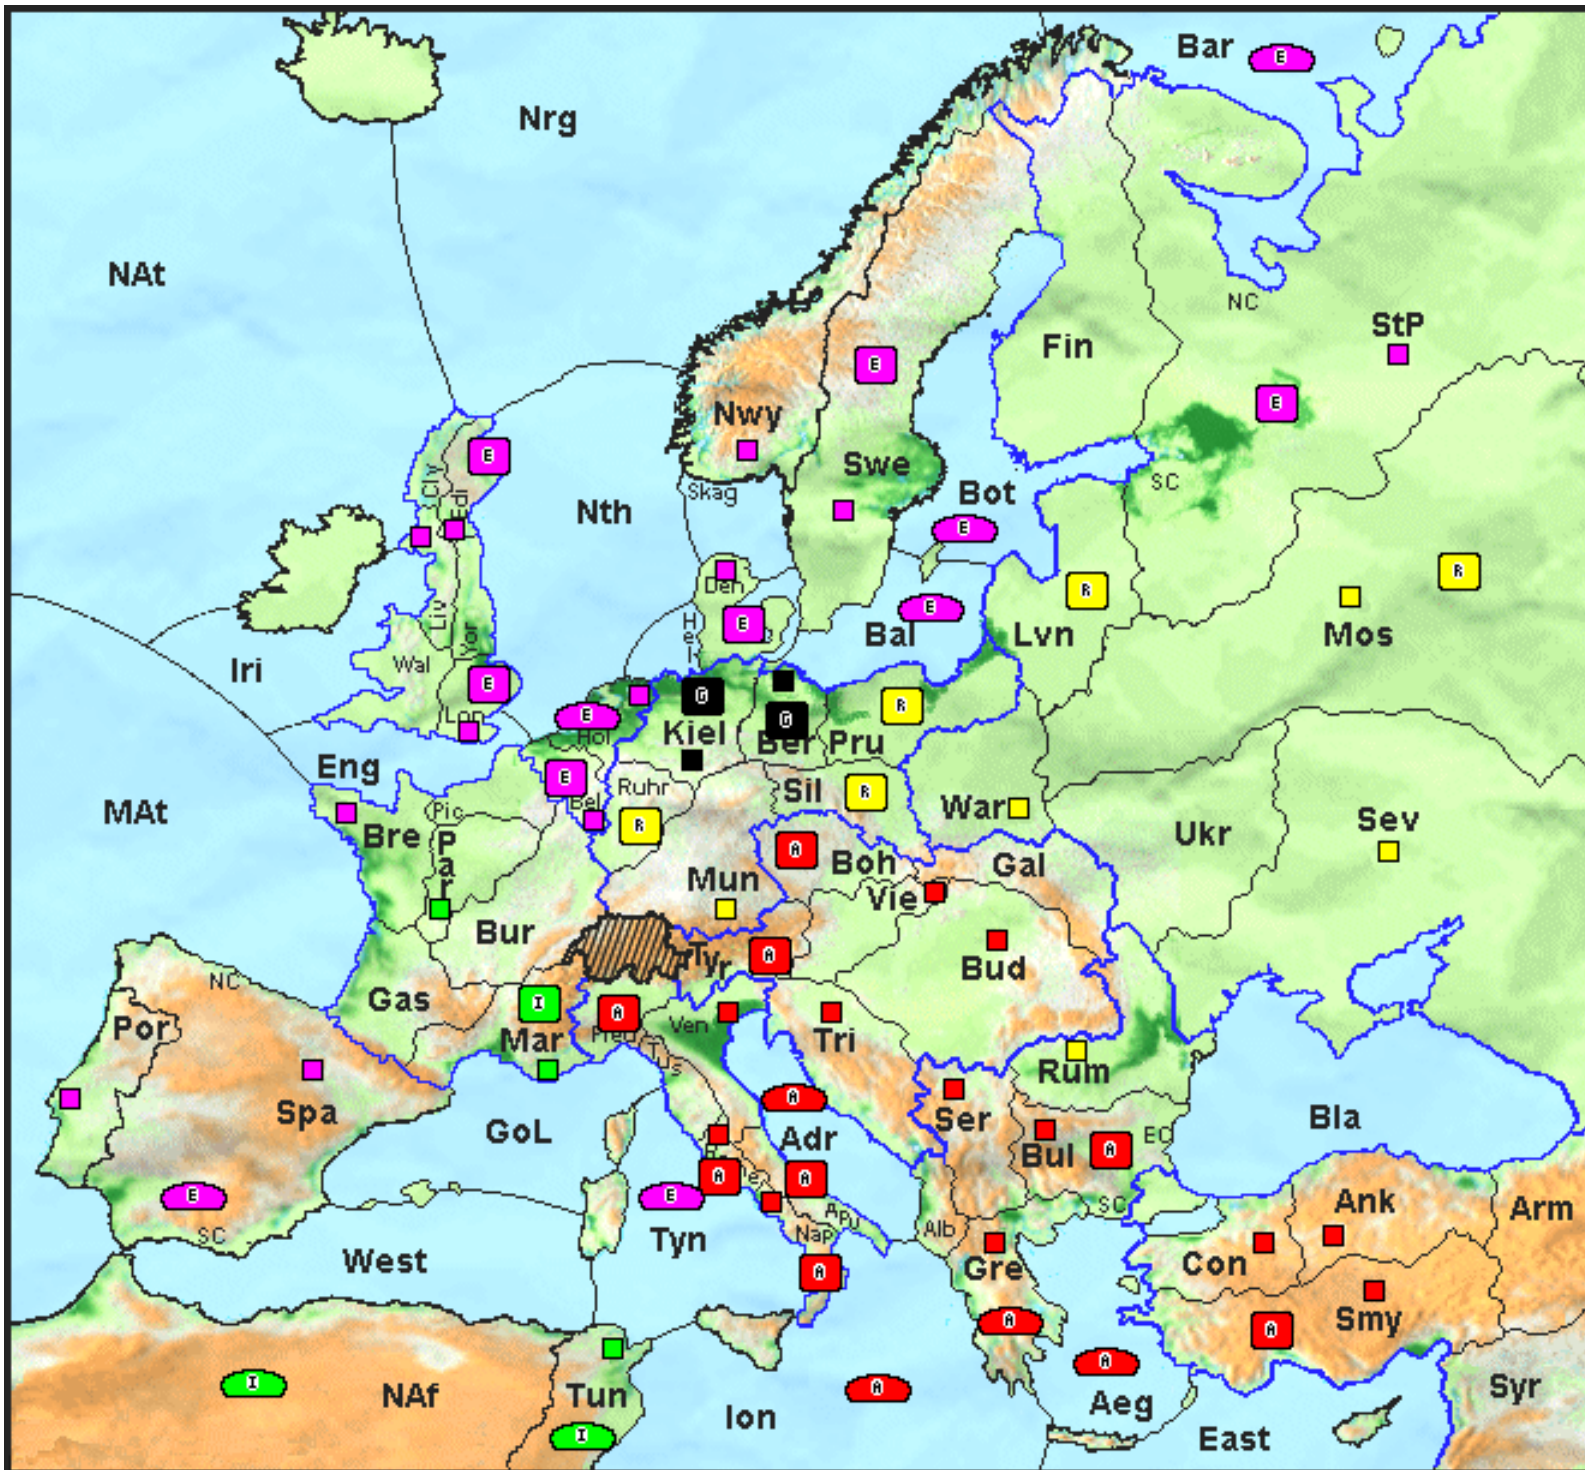 Bar
E
Nrg
NAt
NC
StP
Fin
E
E
Nwy
E
Swe
Cly
Edi
SC
Skag
Bot
Nth
E
R
R
Den
E
E
Hel
Bal
Lvn
Mos
Liv
Yor
Wal
Iri
E
G
R
Lon
E
Hol
Kiel
G
Ber
Pru
Eng
E
Ruhr
Sil
R
MAt
Pic
Bel
War
Sev
Bre
Par
R
Ukr
A
Boh
Gal
Mun
Vie
Bur
Tyr
A
Bud
NC
Gas
I
A
Por
Mar
Pied
Ven
Tri
Tus
Rum
Spa
Ser
A
GoL
Adr
Bla
EC
Bul
A
A
A
E
E
Ank
SC
Apu
Arm
SC
Nap
Alb
Tyn
West
Con
Gre
A
A
Smy
A
A
I
NAf
Tun
A
Syr
Ion
Aeg
I
East